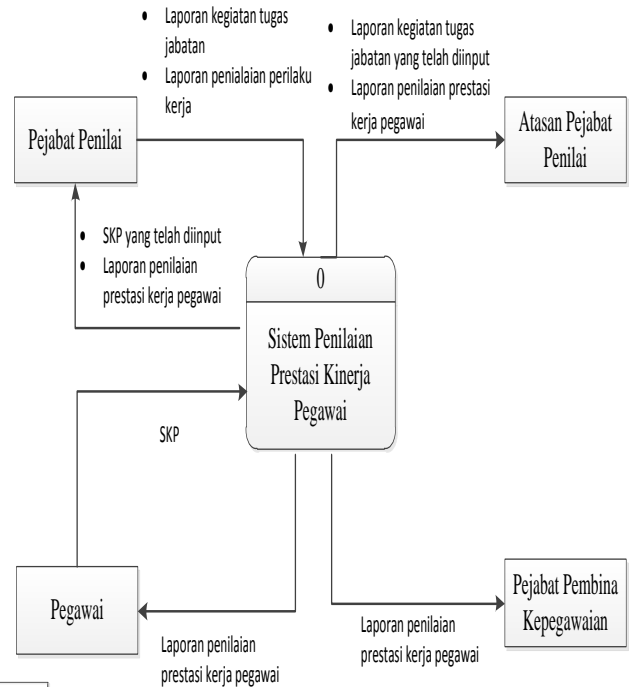 • Laporan kegiatan tugas
jabatan
• Laporan penialaian perilaku
kerja
• Laporan kegiatan tugas
jabatan yang telah diinput
• Laporan penilaian prestasi
kerja pegawai
Pejabat Penilai
Atasan Pejabat
Penilai
• SKP yang telah diinput
• Laporan penilaian
prestasi kerja pegawai
0
Sistem Penilaian
Prestasi Kinerja
Pegawai
SKP
Pegawai
Pejabat Pembina
Kepegawaian
Laporan penilaian
prestasi kerja pegawai
Laporan penilaian
prestasi kerja pegawai